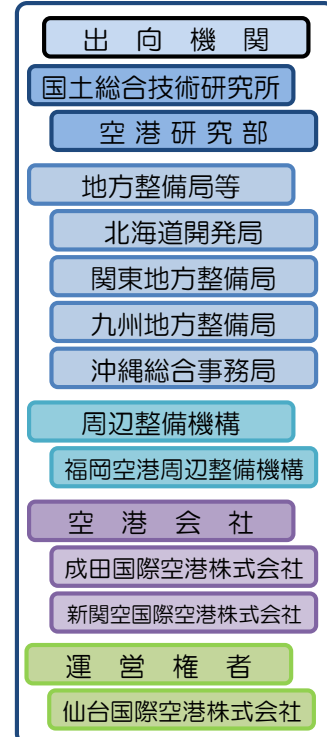 出向機関
国土総合技術研究所
空港研究部
地方整備局等
北海道開発局
関東地方整備局
九州地方整備局
沖縄総合事務局
周辺整備機構
福岡空港周辺整備機構
空港会社
成田国際空港株式会社
新関空国際空港株式会社
運営権者
仙台国際空港株式会社